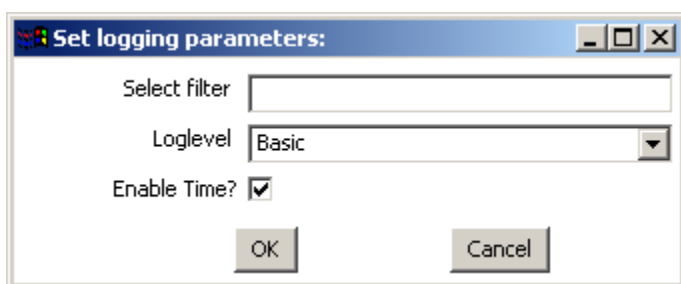 Set logging parameters:
Select filter
Loglevel Basic
Enable Time?
OK Cancel